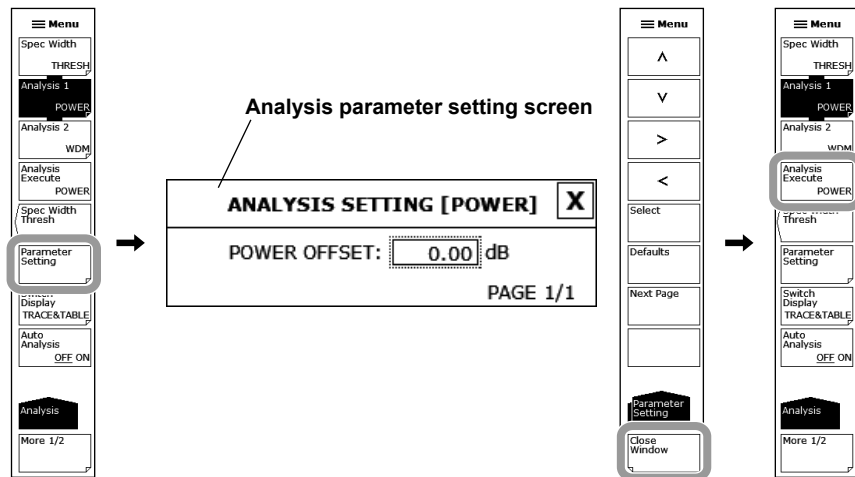 Menu
Spec Width
THRESH
Analysis 1
POWER
Analysis 2
WDM
Analysis
Execute
POWER
Spec Width
Thresh
Parameter
Setting
Switch
Display
TRACE&TABLE
Auto
Analysis
OFF ON
Analysis
More 1/2
Analysis parameter setting screen
ANALYSIS SETTING [POWER] X
POWER OFFSET: 0.00 dB
PAGE 1/1
Menu
Select
Defaults
Next Page
Parameter
Setting
Close
Window
Menu
Spec Width
THRESH
Analysis 1
POWER
Analysis 2
WDM
Analysis
Execute
POWER
Spec Width
Thresh
Parameter
Setting
Switch
Display
TRACE&TABLE
Auto
Analysis
OFF ON
Analysis
More 1/2